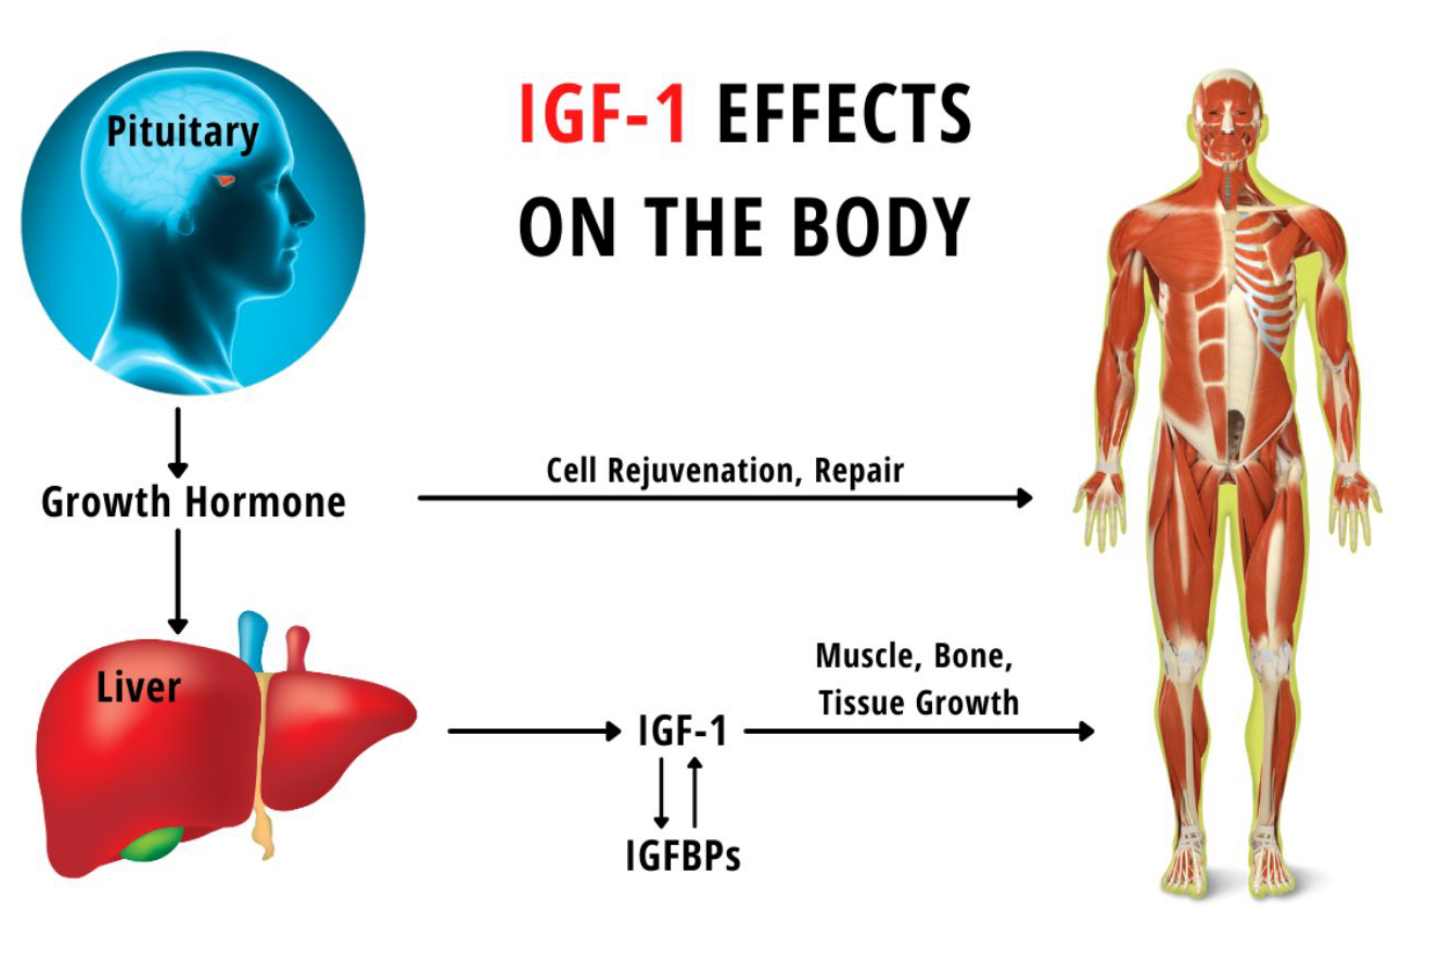 Pituitary
IGF-1 EFFECTS
ON THE BODY
Growth Hormone
Cell Rejuvenation, Repair
Liver
Muscle, Bone,
Tissue Growth
IGF-1
IGFBPs